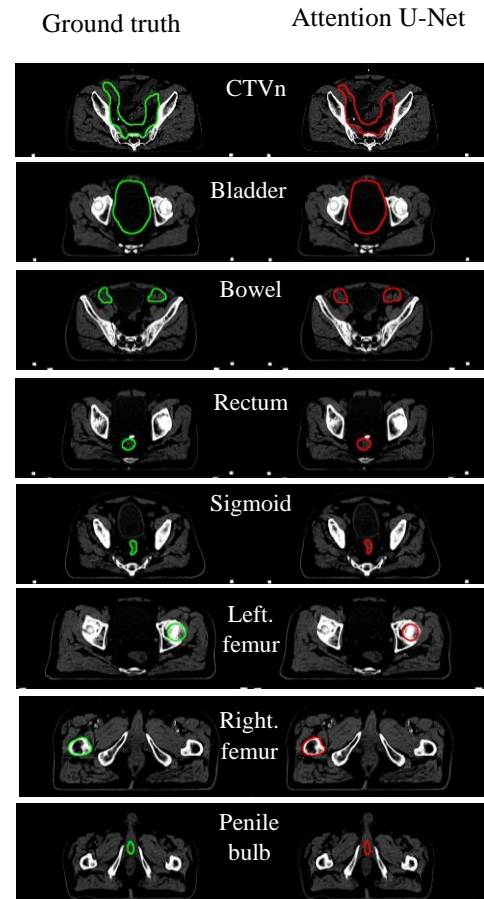 Ground truth
Attention U-Net
CTVn
Bladder
Bowel
Rectum
Sigmoid
Left.
femur
Right.
femur
Penile
bulb